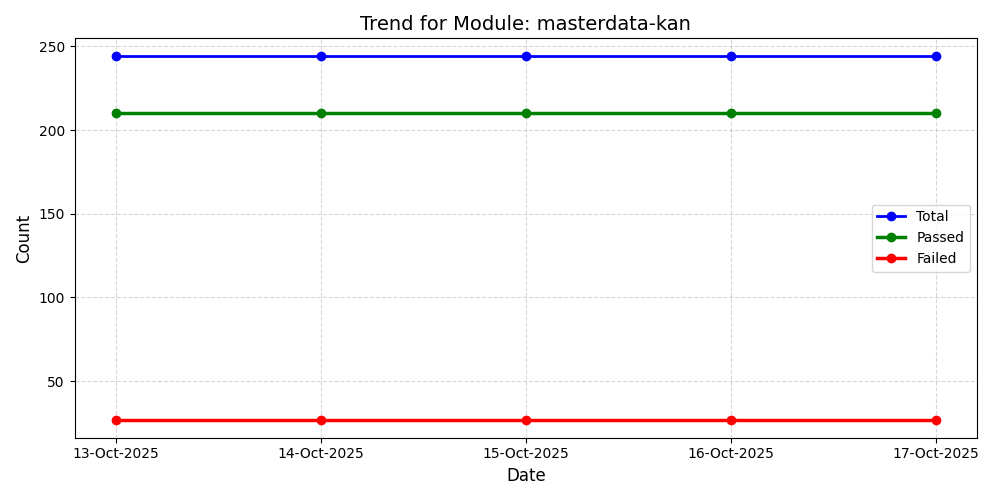 Trend for Module: masterdata-kan
250
200
150
100
50
Count
Total
Passed
Failed
13-Oct-2025
14-Oct-2025
15-Oct-2025
16-Oct-2025
17-Oct-2025
Date